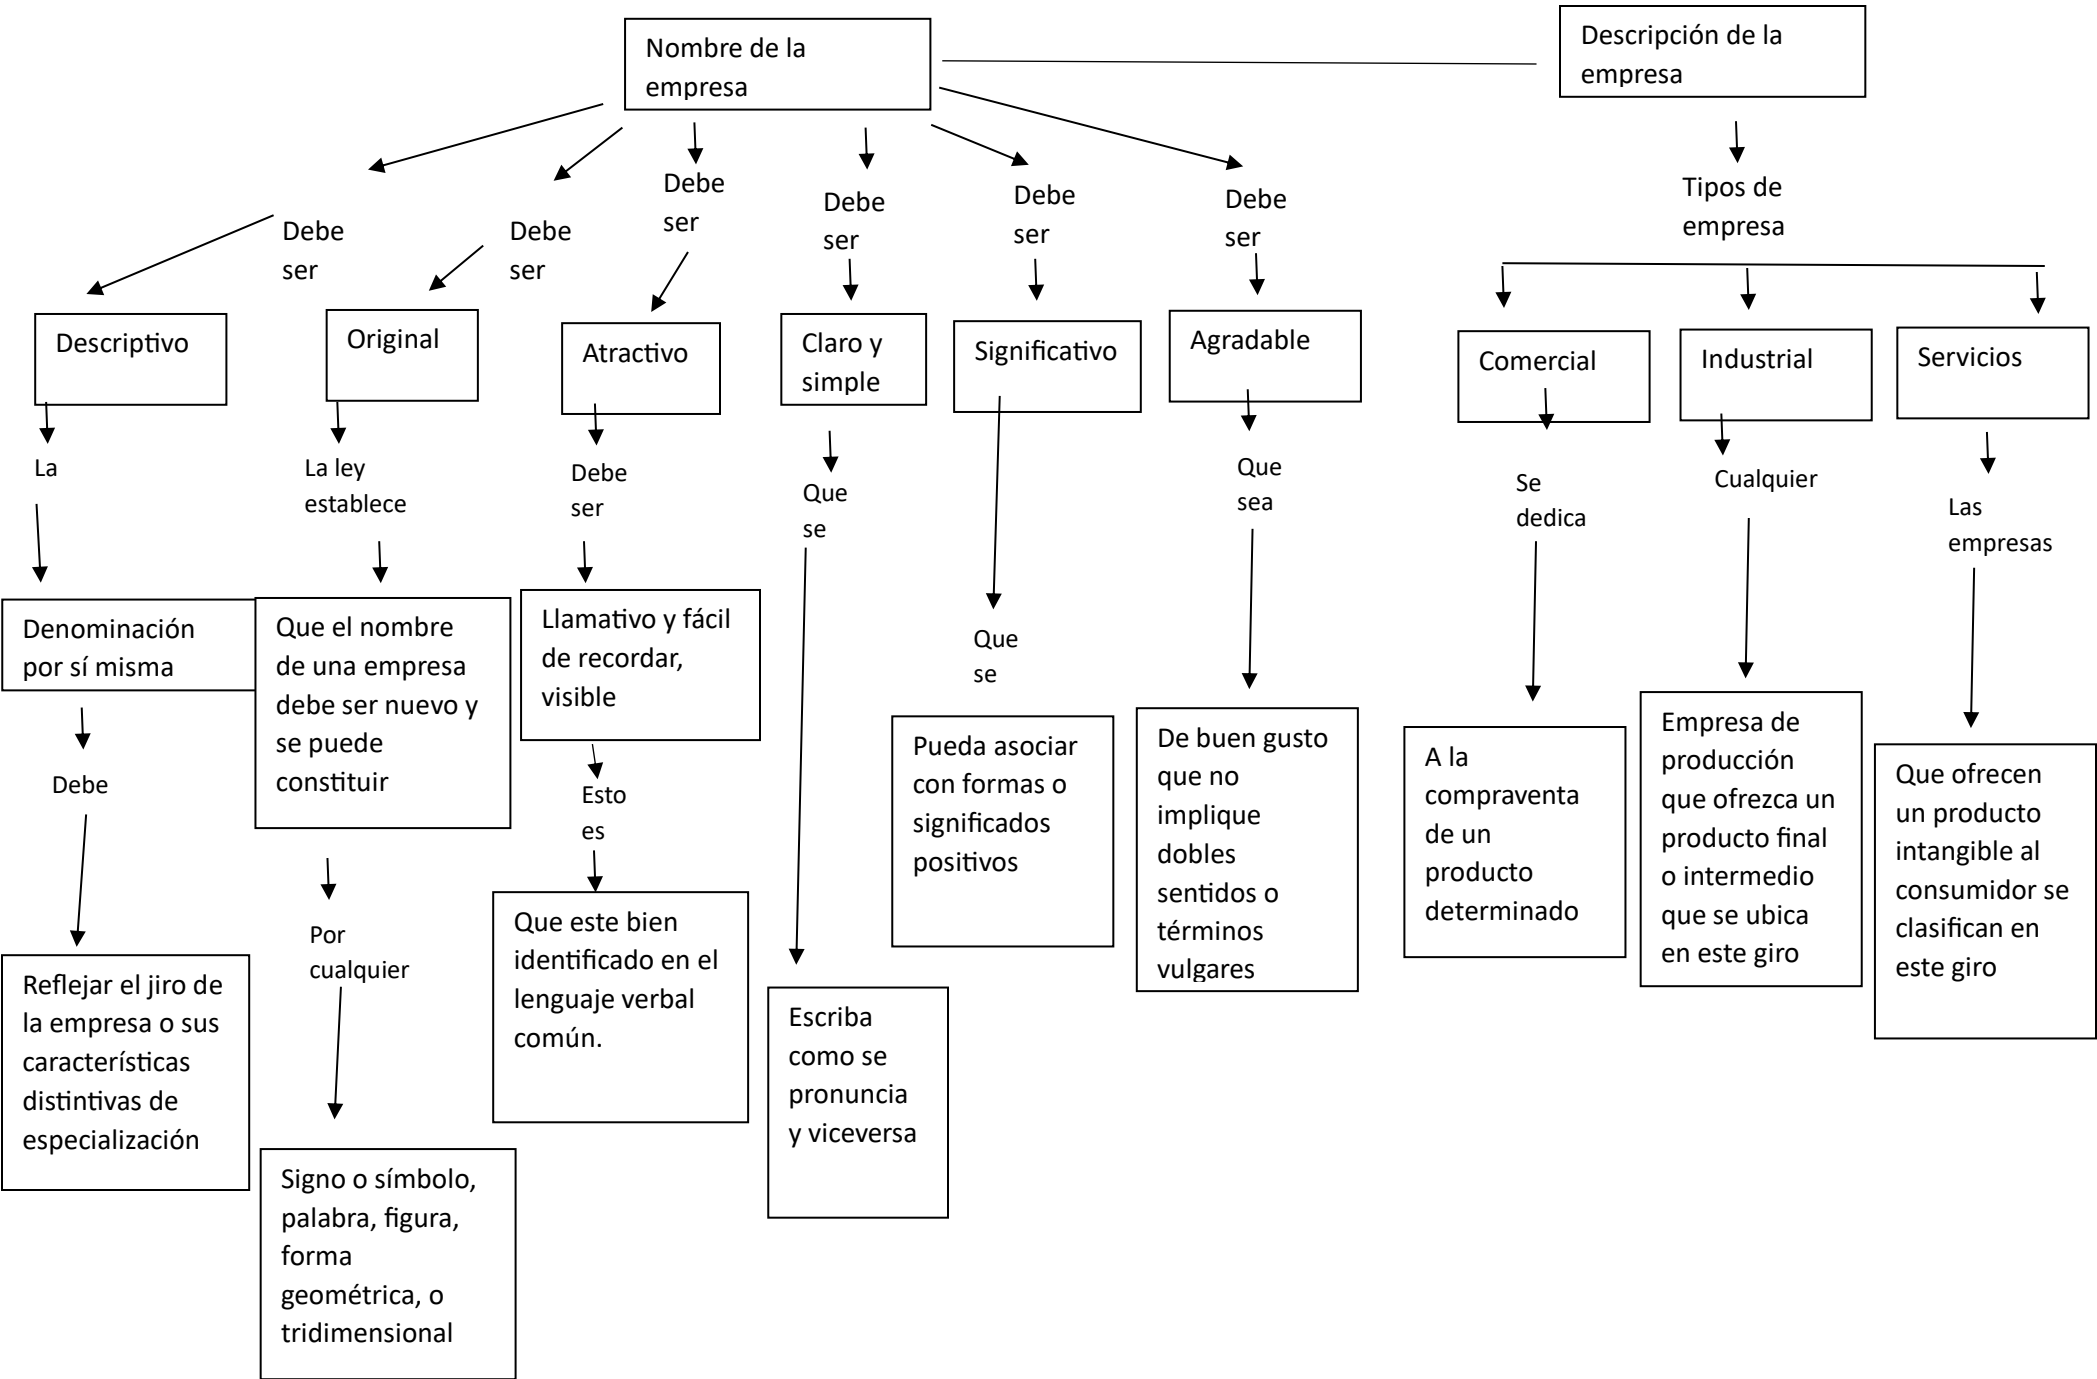 Nombre de la
empresa
Descripción de la
empresa
Debe
ser
Debe
ser
Debe
ser
Debe
ser
Debe
ser
Debe
ser
Tipos de
empresa
Descriptivo
Original
Atractivo
Claro y
simple
Significativo
Agradable
Comercial
Industrial
Servicios
La
La ley
establece
Debe
ser
Que
se
Que
se
Que
sea
Se
dedica
Cualquier
Las
empresas
Denominación
por sí misma
Que el nombre
de una empresa
debe ser nuevo y
se puede
constituir
Llamativo y fácil
de recordar,
visible
Debe
Por
cualquier
Esto
es
Reflejar el jiro de
la empresa o sus
características
distintivas de
especialización
Signo o símbolo,
palabra, figura,
forma
geométrica, o
tridimensional
Que este bien
identificado en el
lenguaje verbal
común.
Escriba
como se
pronuncia
y viceversa
Pueda asociar
con formas o
significados
positivos
De buen gusto
que no
implique
dobles
sentidos o
términos
vulgares
A la
compraventa
de un
producto
determinado
Empresa de
producción
que ofrezca un
producto final
o intermedio
que se ubica
en este giro
Que ofrecen
un producto
intangible al
consumidor se
clasifican en
este giro